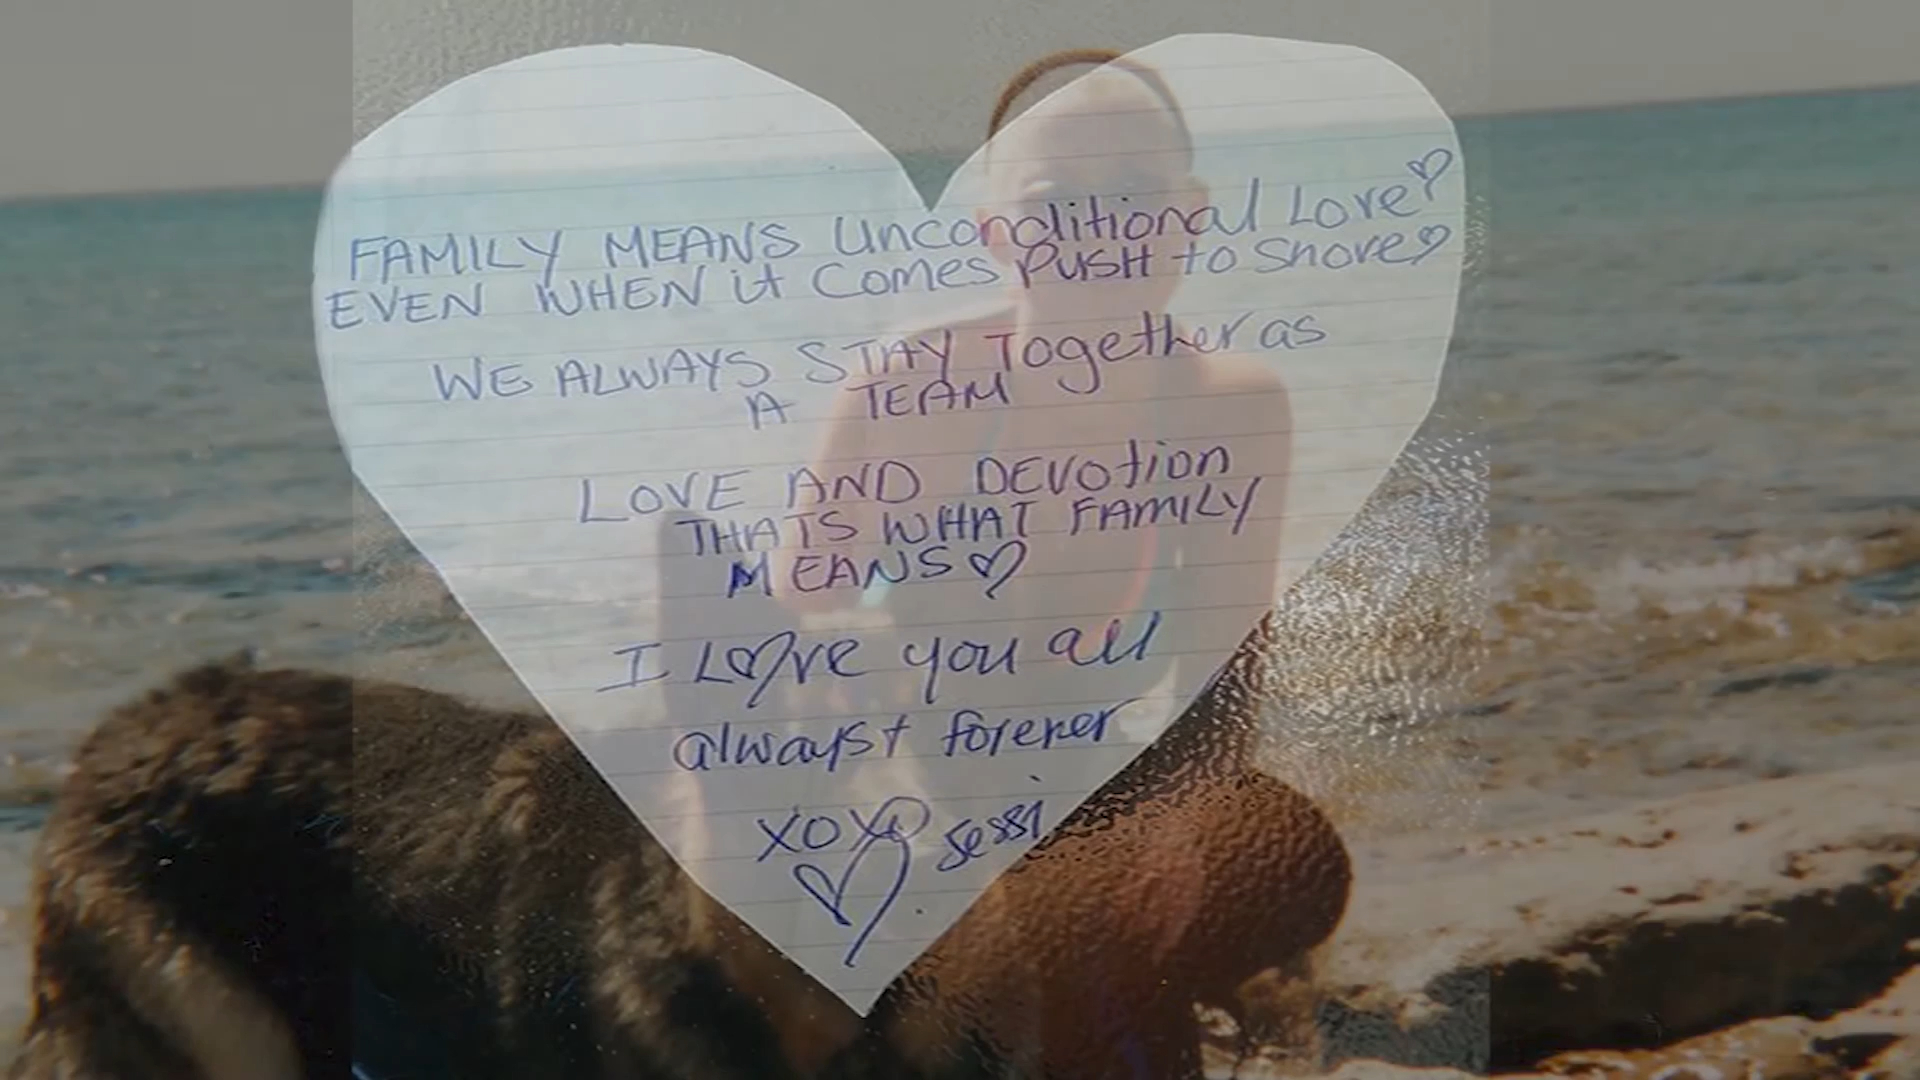 FAMILY MEANS Unconditional Love
EVEN WHEN it Comes PUSH to Shove
WE ALWAYS STAY Together as
A TEAM
LOVE AND DEVOtion
THATS WHAT FAMILY
MEANS
I Love you all
always + forever
XOXO Jessi